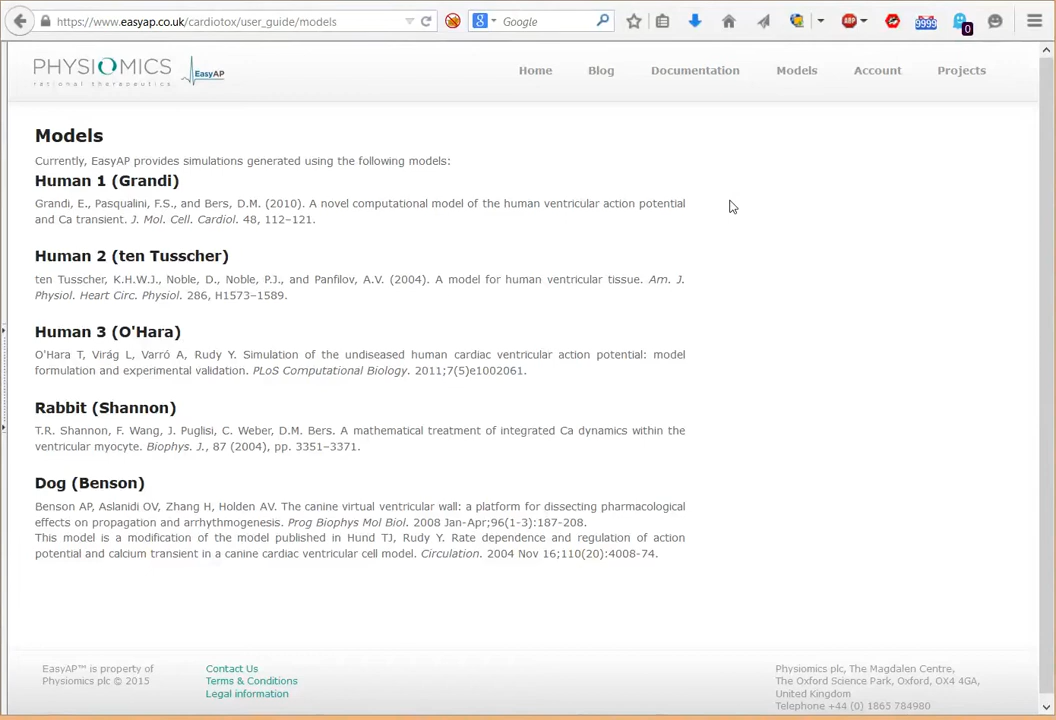 https://www.easyap.co.uk/cardiotox/user_guide/models
Google
ABP
9999
0
PHYSIOMICS
rational therapeutics
EasyAP
Home Blog Documentation Models Account Projects
Models
Currently, EasyAP provides simulations generated using the following models:
Human 1 (Grandi)
Grandi, E., Pasqualini, F.S., and Bers, D.M. (2010). A novel computational model of the human ventricular action potential
and Ca transient. J. Mol. Cell. Cardiol. 48, 112–121.
Human 2 (ten Tusscher)
ten Tusscher, K.H.W.J., Noble, D., Noble, P.J., and Panfilov, A.V. (2004). A model for human ventricular tissue. Am. J.
Physiol. Heart Circ. Physiol. 286, H1573–1589.
Human 3 (O'Hara)
O'Hara T, Virág L, Varró A, Rudy Y. Simulation of the undiseased human cardiac ventricular action potential: model
formulation and experimental validation. PLoS Computational Biology. 2011;7(5)e1002061.
Rabbit (Shannon)
T.R. Shannon, F. Wang, J. Puglisi, C. Weber, D.M. Bers. A mathematical treatment of integrated Ca dynamics within the
ventricular myocyte. Biophys. J., 87 (2004), pp. 3351–3371.
Dog (Benson)
Benson AP, Aslanidi OV, Zhang H, Holden AV. The canine virtual ventricular wall: a platform for dissecting pharmacological
effects on propagation and arrhythmogenesis. Prog Biophys Mol Biol. 2008 Jan-Apr;96(1-3):187-208.
This model is a modification of the model published in Hund TJ, Rudy Y. Rate dependence and regulation of action
potential and calcium transient in a canine cardiac ventricular cell model. Circulation. 2004 Nov 16;110(20):4008-74.
EasyAP™ is property of
Physiomics plc © 2015
Contact Us
Terms & Conditions
Legal information
Physiomics plc, The Magdalen Centre,
The Oxford Science Park, Oxford, OX4 4GA,
United Kingdom
Telephone +44 (0) 1865 784980